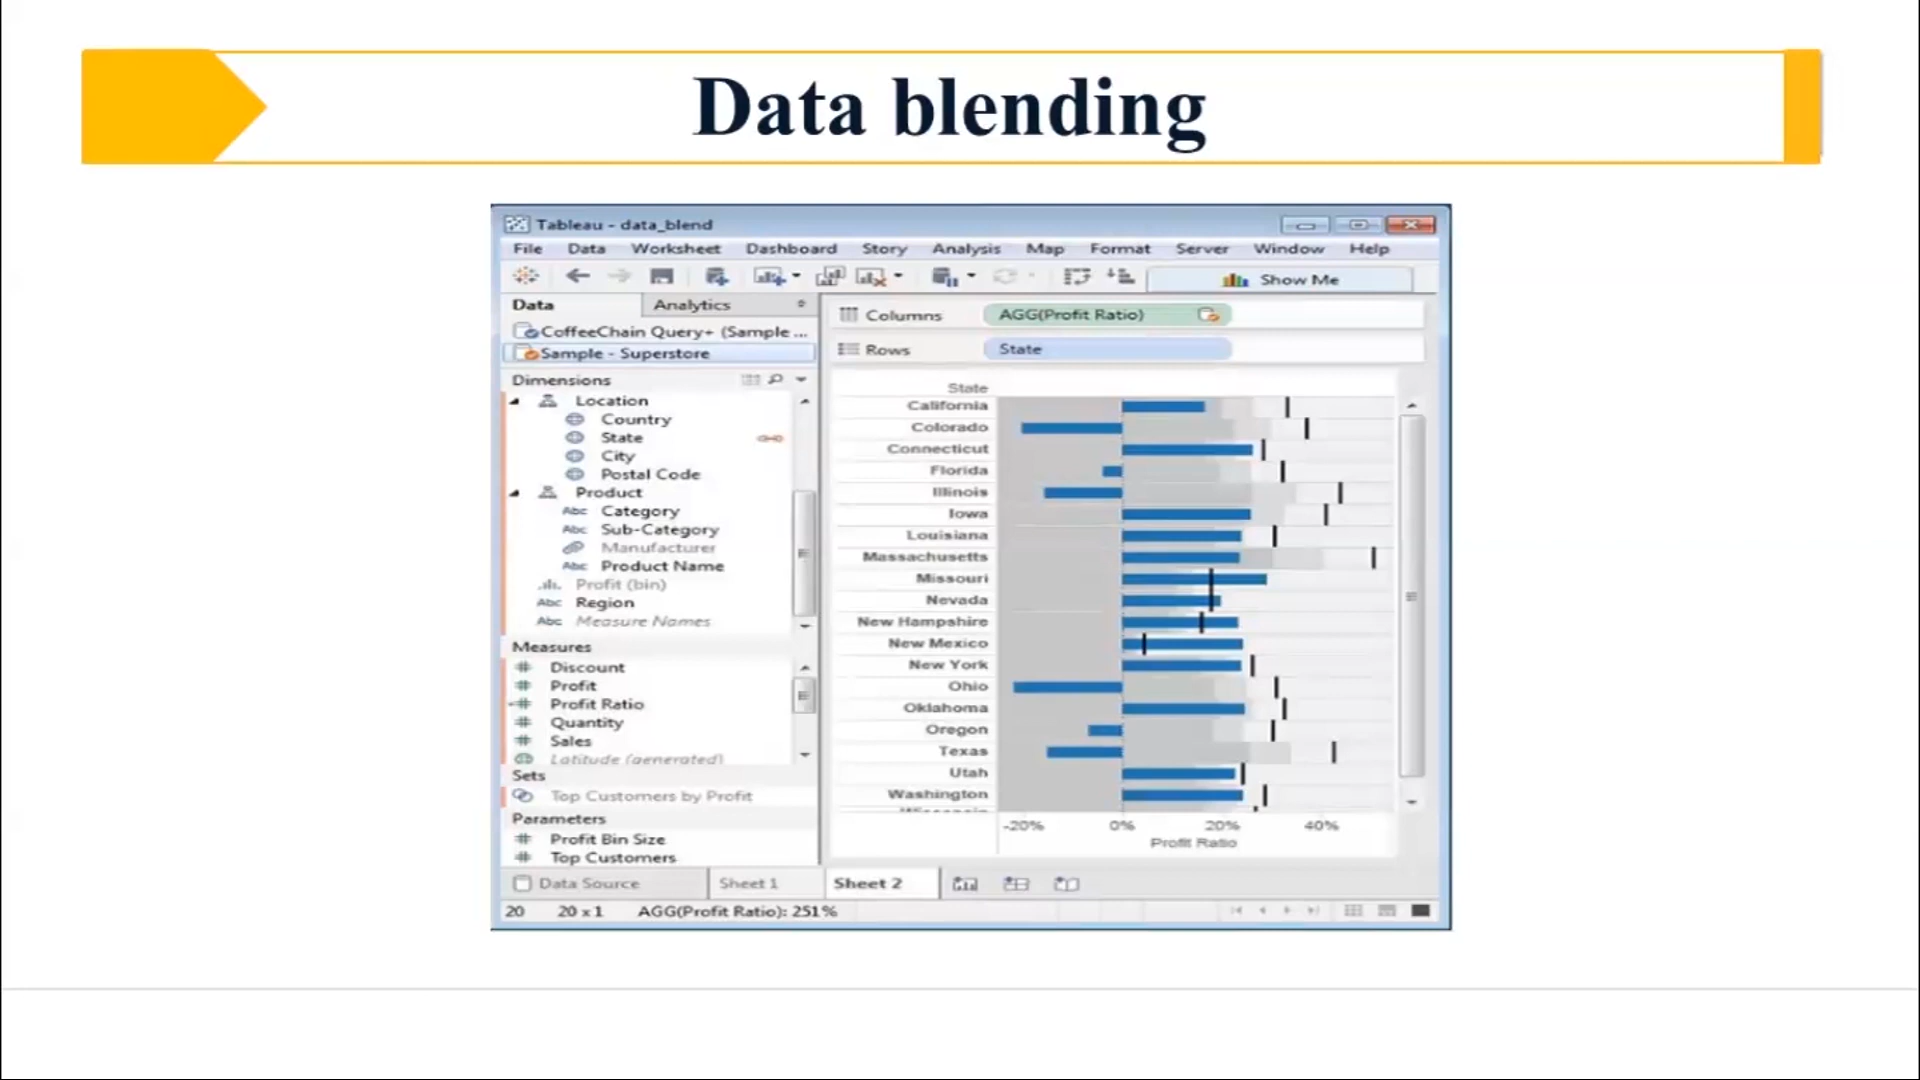 Data blending
Tableau - data_blend
File Data Worksheet Dashboard Story Analysis Map Format Server Window Help
Show Me
Data Analytics
CoffeeChain Query+ (Sample ...
Sample - Superstore
Dimensions
Location
Country
State
City
Postal Code
Product
Abc Category
Abc Sub-Category
Manufacturer
Abc Product Name
Profit (bin)
Abc Region
Abc Measure Names
Measures
# Discount
# Profit
# Profit Ratio
# Quantity
# Sales
Latitude (generated)
Sets
Top Customers by Profit
Parameters
# Profit Bin Size
# Top Customers
Columns AGG(Profit Ratio)
Rows State
State
California
Colorado
Connecticut
Florida
Illinois
Iowa
Louisiana
Massachusetts
Missouri
Nevada
New Hampshire
New Mexico
New York
Ohio
Oklahoma
Oregon
Texas
Utah
Washington
-20% 0% 20% 40%
Profit Ratio
Data Source Sheet 1 Sheet 2
20 20 x 1 AGG(Profit Ratio): 251%